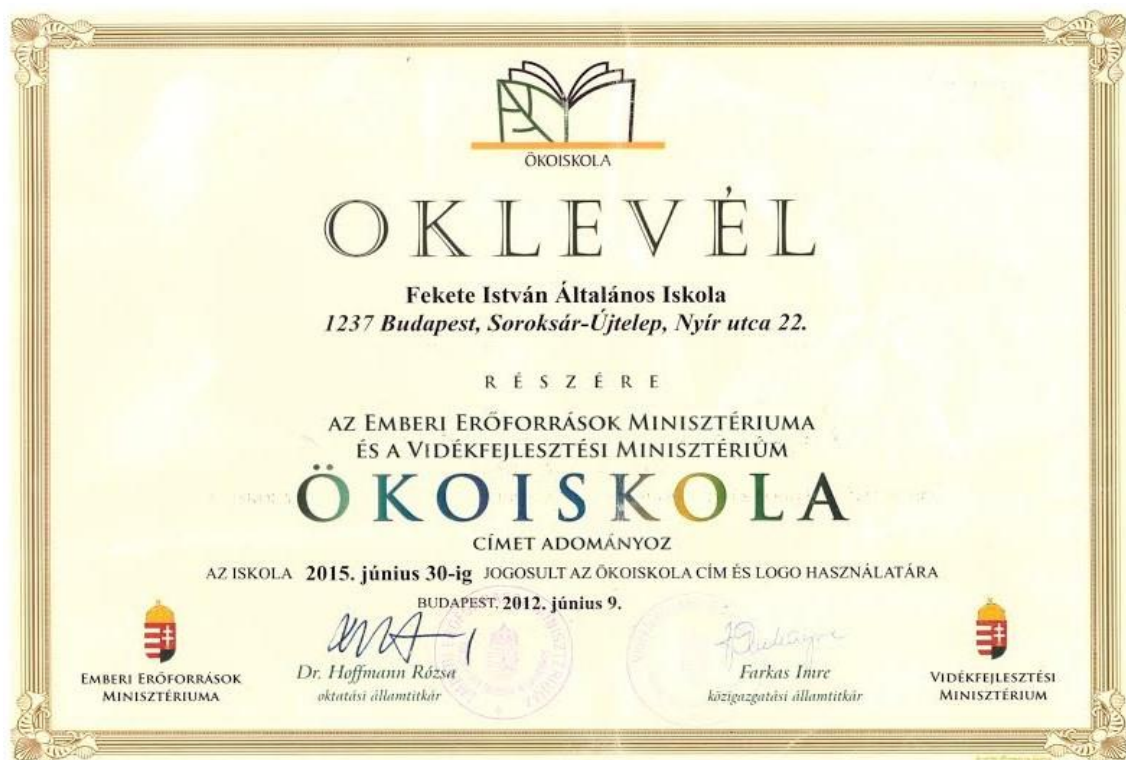 ÖKOISKOLA
OKLEVÉL
Fekete István Általános Iskola
1237 Budapest, Soroksár-Újtelep, Nyír utca 22.
RÉSZÉRE
AZ EMBERI ERŐFORRÁSOK MINISZTÉRIUMA
ÉS A VIDÉKFEJLESZTÉSI MINISZTÉRIUM
ÖKOISKOLA
CÍMET ADOMÁNYOZ
AZ ISKOLA 2015. június 30-ig JOGOSULT AZ ÖKOISKOLA CÍM ÉS LOGO HASZNÁLATÁRA
BUDAPEST, 2012. június 9.
Dr. Hoffmann Rózsa
oktatási államtitkár
Farkas Imre
közigazgatási államtitkár
EMBERI ERŐFORRÁSOK
MINISZTÉRIUMA
VIDÉKFEJLESZTÉSI
MINISZTÉRIUM